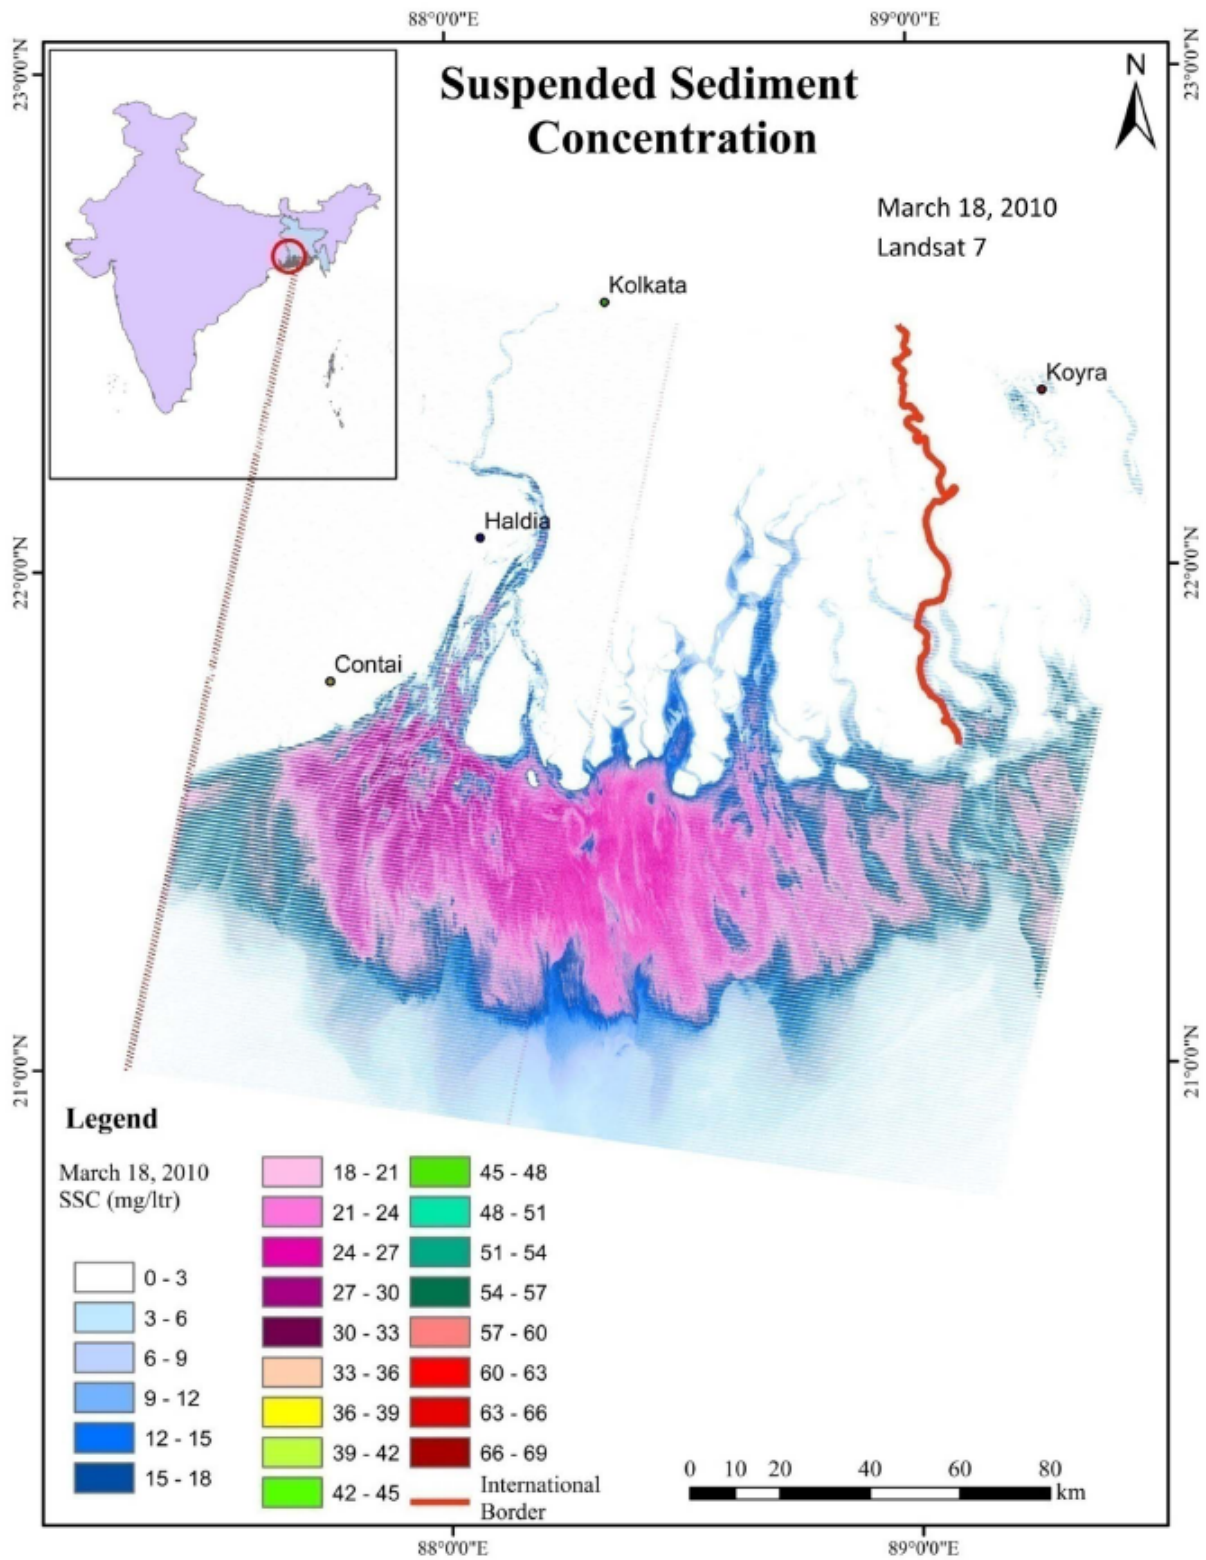 88°0'0"E
89°0'0"E
23°0'0"N
23°0'0"N
Suspended Sediment
Concentration
N
March 18, 2010
Landsat 7
Kolkata
Koyra
Haldia
22°0'0"N
22°0'0"N
Contai
21°0'0"N
21°0'0"N
Legend
March 18, 2010
SSC (mg/ltr)
0 - 3
3 - 6
6 - 9
9 - 12
12 - 15
15 - 18
18 - 21
21 - 24
24 - 27
27 - 30
30 - 33
33 - 36
36 - 39
39 - 42
42 - 45
45 - 48
48 - 51
51 - 54
54 - 57
57 - 60
60 - 63
63 - 66
66 - 69
International
Border
0 10 20 40 60 80
km
88°0'0"E
89°0'0"E